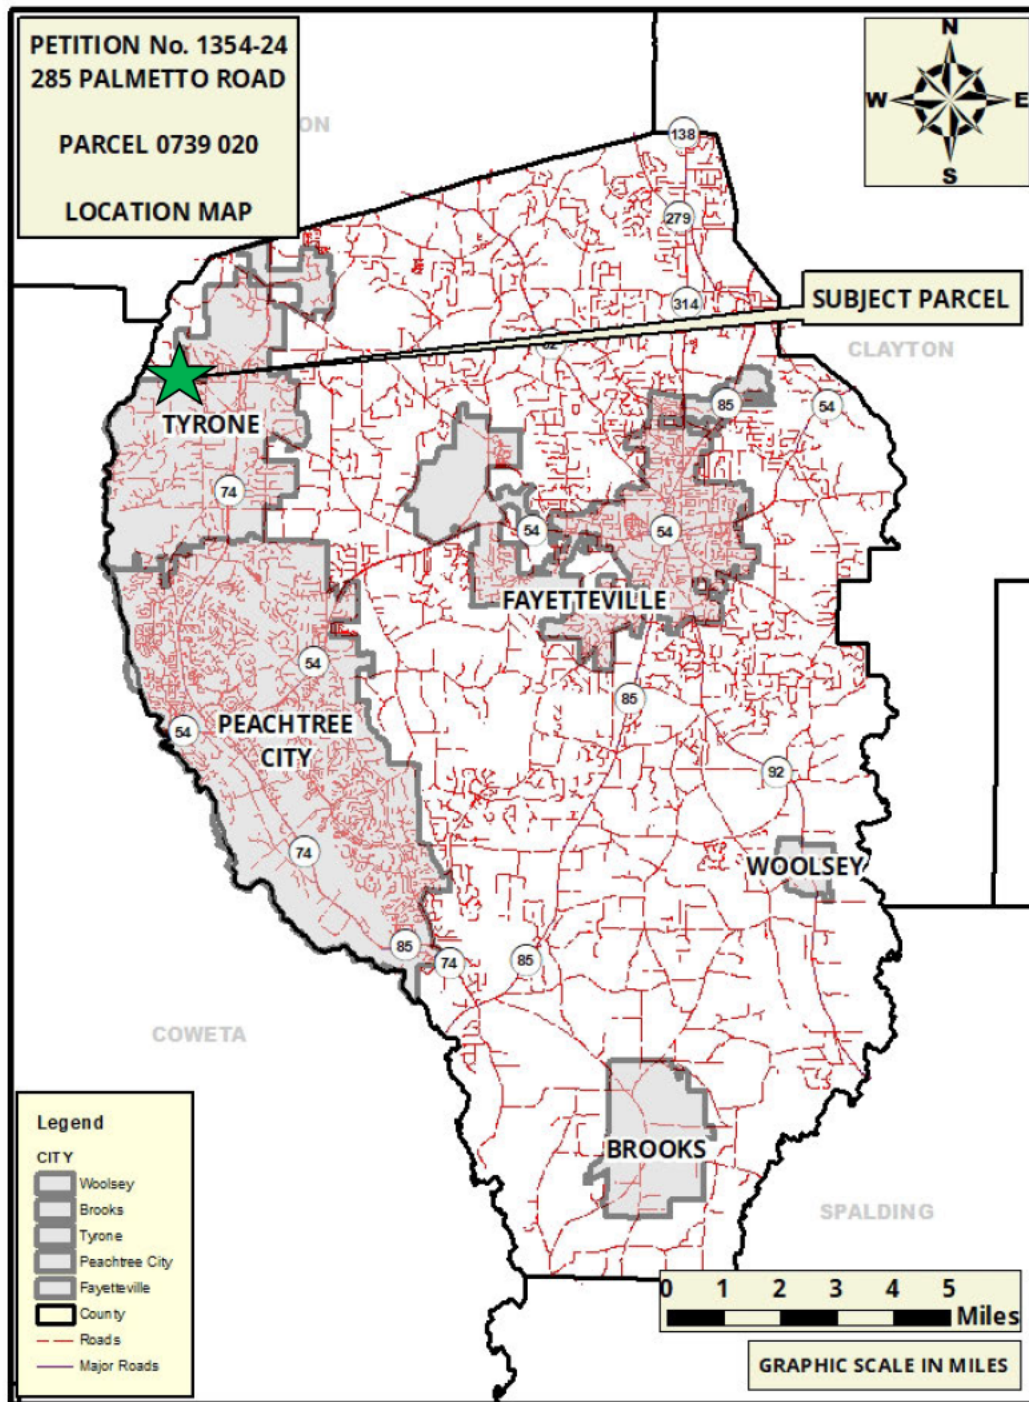 PETITION No. 1354-24
285 PALMETTO ROAD
PARCEL 0739 020
LOCATION MAP
ON
N
W
E
S
138
279
314
SUBJECT PARCEL
CLAYTON
85
54
TYRONE
74
54
54
FAYETTEVILLE
54
85
PEACHTREE
CITY
54
92
74
WOOLSEY
85
74
85
COWETA
BROOKS
SPALDING
Legend
CITY
Woolsey
Brooks
Tyrone
Peachtree City
Fayetteville
County
Roads
Major Roads
0 1 2 3 4 5
Miles
GRAPHIC SCALE IN MILES